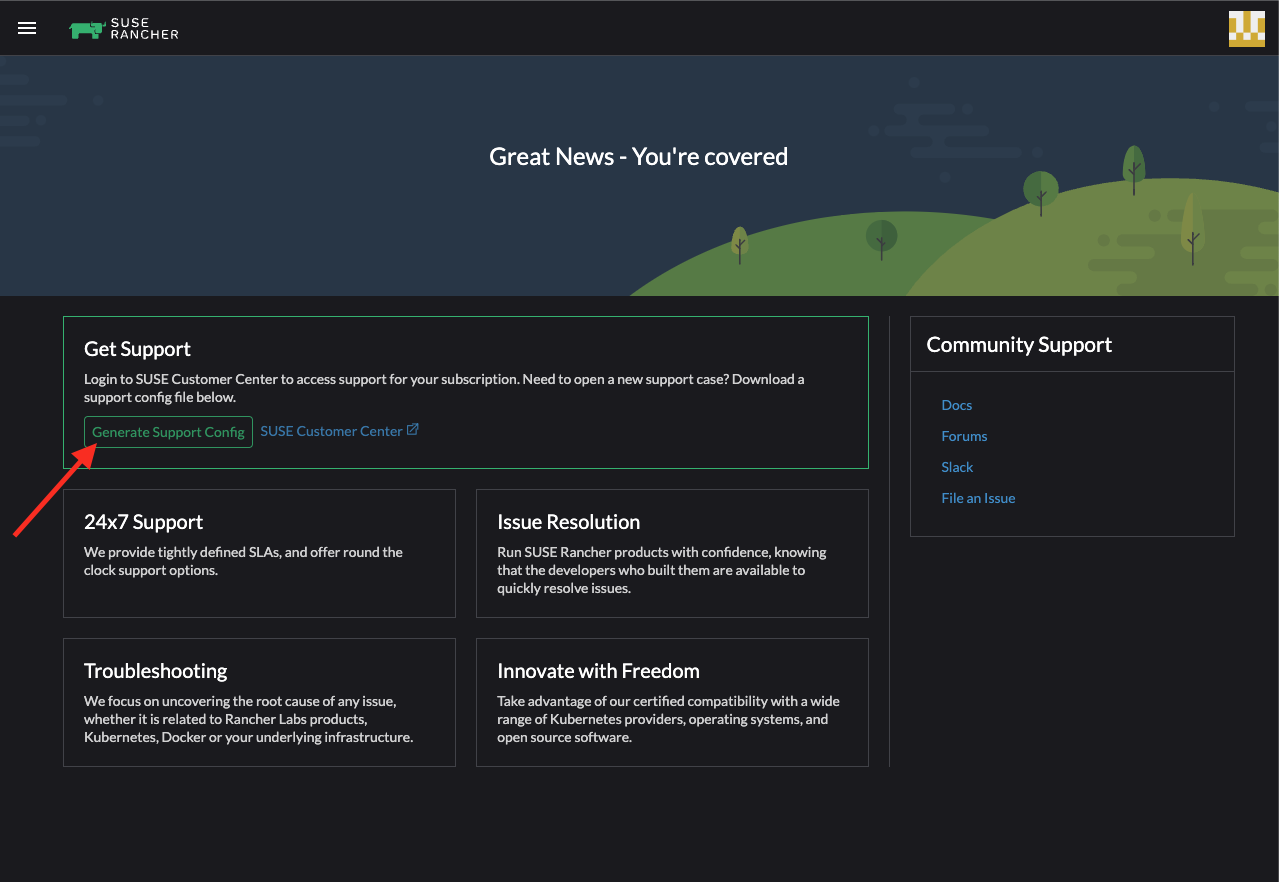 SUSE
RANCHER
Great News - You're covered
Get Support
Login to SUSE Customer Center to access support for your subscription. Need to open a new support case? Download a
support config file below.
Generate Support Config
SUSE Customer Center
24x7 Support
We provide tightly defined SLAs, and offer round the
clock support options.
Issue Resolution
Run SUSE Rancher products with confidence, knowing
that the developers who built them are available to
quickly resolve issues.
Troubleshooting
We focus on uncovering the root cause of any issue,
whether it is related to Rancher Labs products,
Kubernetes, Docker or your underlying infrastructure.
Innovate with Freedom
Take advantage of our certified compatibility with a wide
range of Kubernetes providers, operating systems, and
open source software.
Community Support
Docs
Forums
Slack
File an Issue